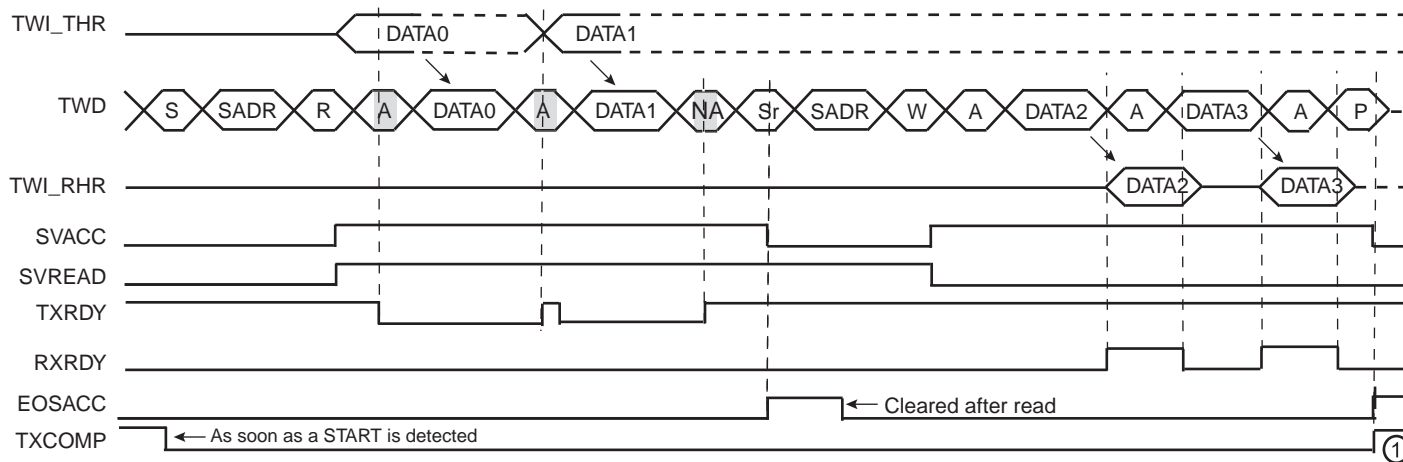 TWI_THR DATA0 DATA1
TWD S SADR R A DATA0 A DATA1 NA Sr SADR W A DATA2 A DATA3 A P
TWI_RHR DATA2 DATA3
SVACC
SVREAD
TXRDY
RXRDY
EOSACC Cleared after read
TXCOMP As soon as a START is detected 1